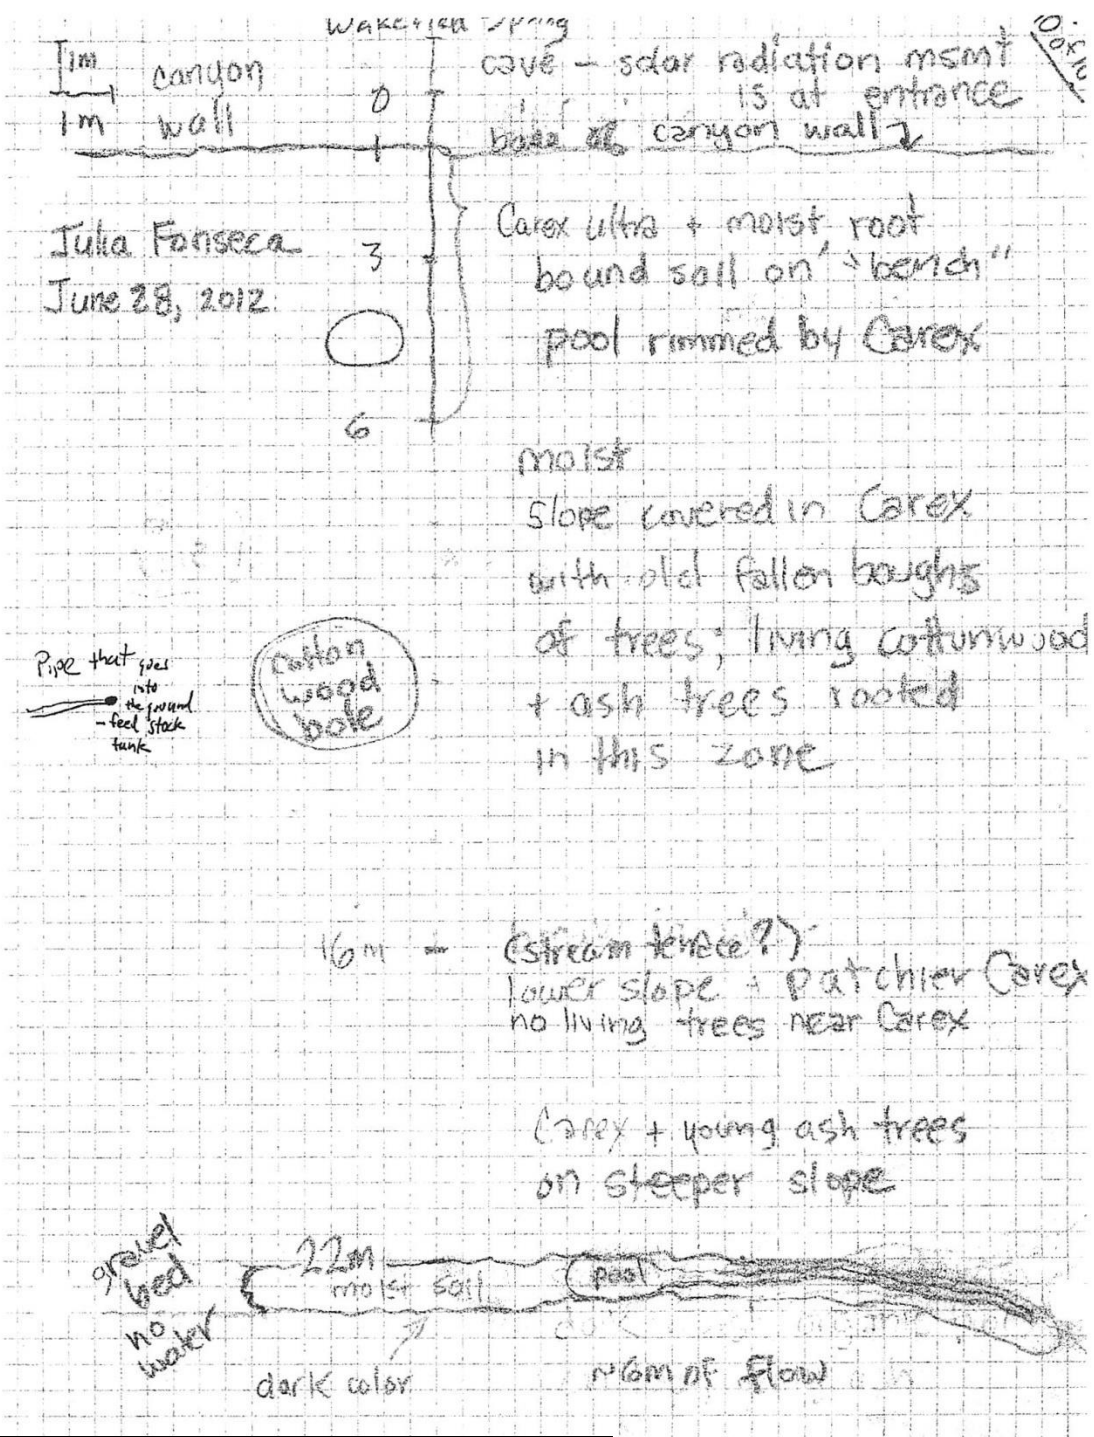 Wakefield Spring
1m
canyon
wall
1m
0
cave - solar radiation msmt
is at entrance
base of canyon wall
1
Julia Fonseca
June 28, 2012
3
Carex ultra + moist root
bound soil on "bench"
pool rimmed by Carex
6
moist
slope covered in Carex
with old fallen boughs
of trees; living cottonwood
+ ash trees rooted
in this zone
Pipe that goes
into
the ground
- feed stock
tank
cotton
wood
bole
16m - (stream terrace?)
lower slope + patchier Carex
no living trees near Carex
Carex + young ash trees
on steeper slope
gravel
bed
no
water
22m
moist soil
pool
dark color
of flow